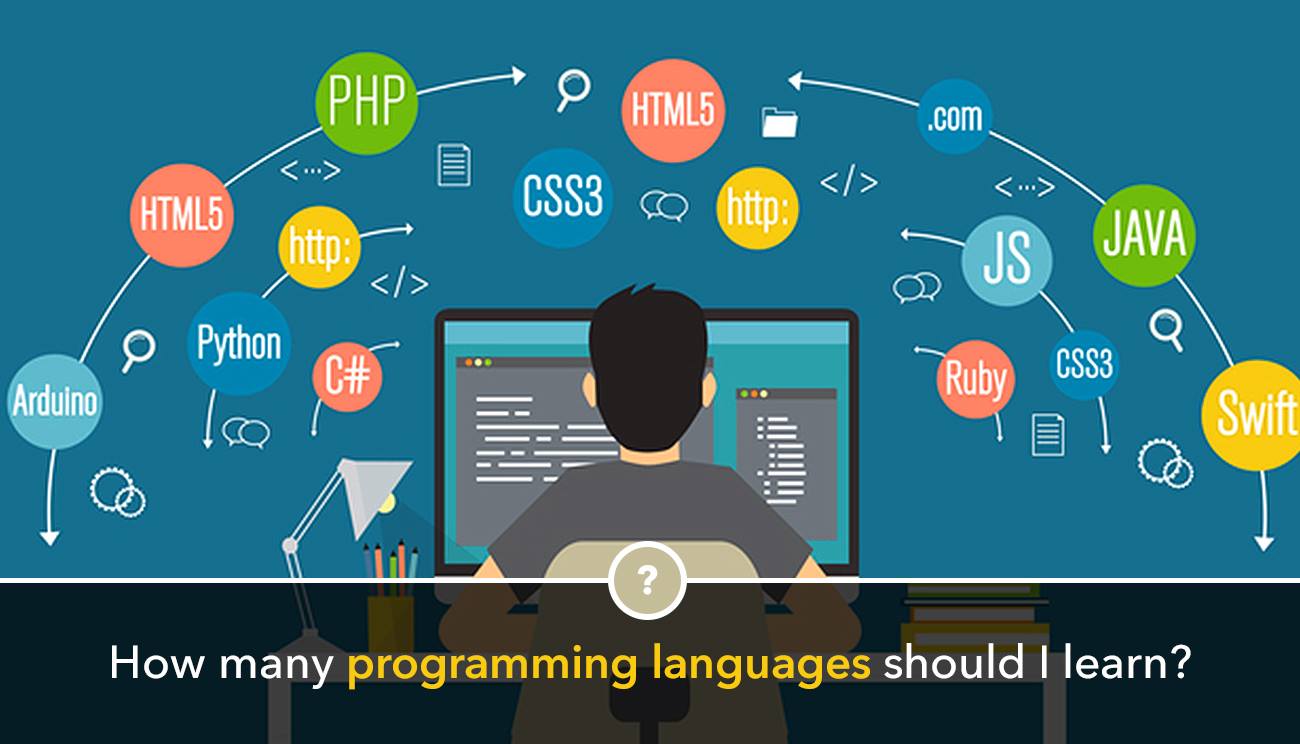 PHP
HTML5
.com
CSS3
http:
HTML5
http:
JS
JAVA
Python
C#
Ruby
CSS3
Arduino
Swift
<···>
</>
</>
<···>
?
How many programming languages should I learn?